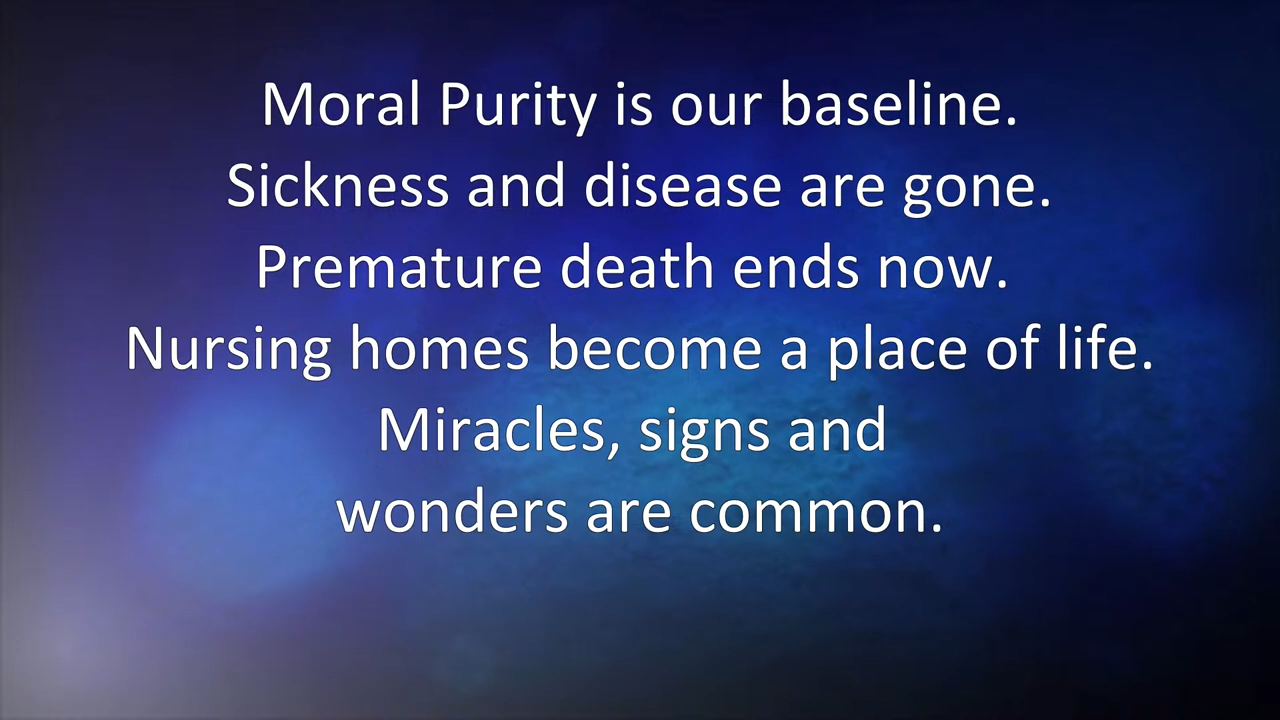 Moral Purity is our baseline.
Sickness and disease are gone.
Premature death ends now.
Nursing homes become a place of life.
Miracles, signs and
wonders are common.